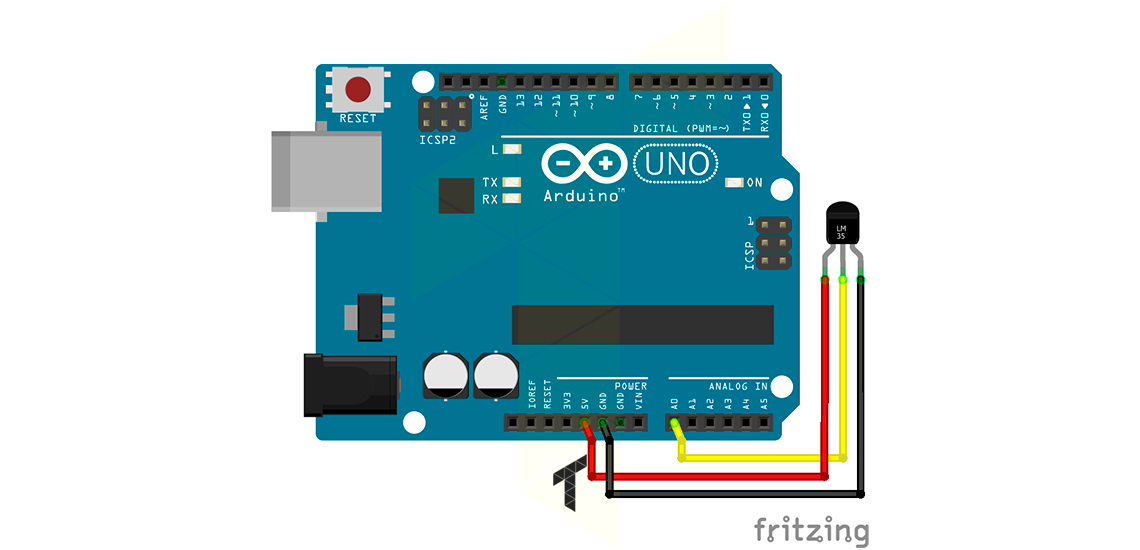 RESET
ICSP2
AREF
GND
13
12
~11
~10
~9
8
7
~6
~5
4
~3
2
TX0▶1
RX0◀0
DIGITAL (PWM=~)
L
TX
RX
Arduino™
UNO
ON
1
ICSP
LM
35
IOREF
RESET
3V3
5V
GND
GND
VIN
POWER
A0
A1
A2
A3
A4
A5
ANALOG IN
fritzing